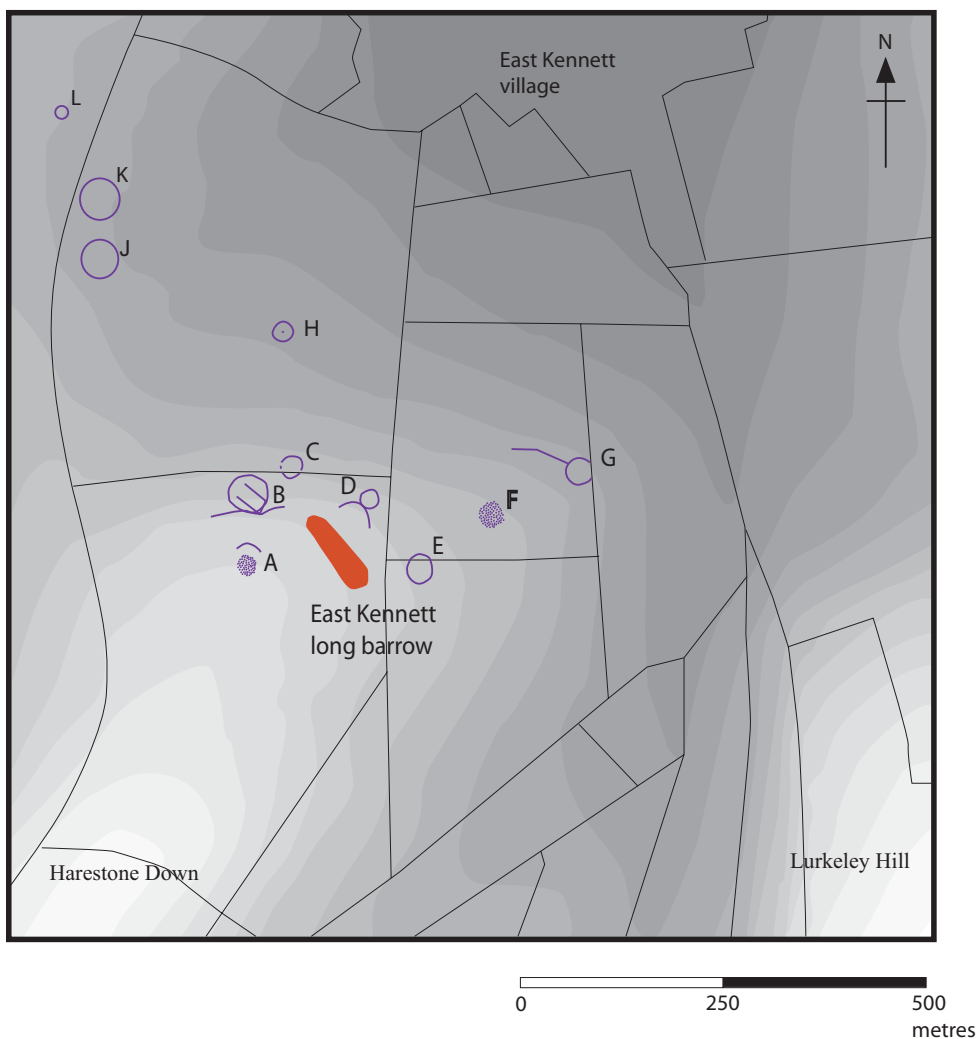 East Kennett
village
N
L
K
J
H
C
G
B
D
F
E
A
East Kennett
long barrow
Harestone Down
Lurkeley Hill
0 250 500
metres